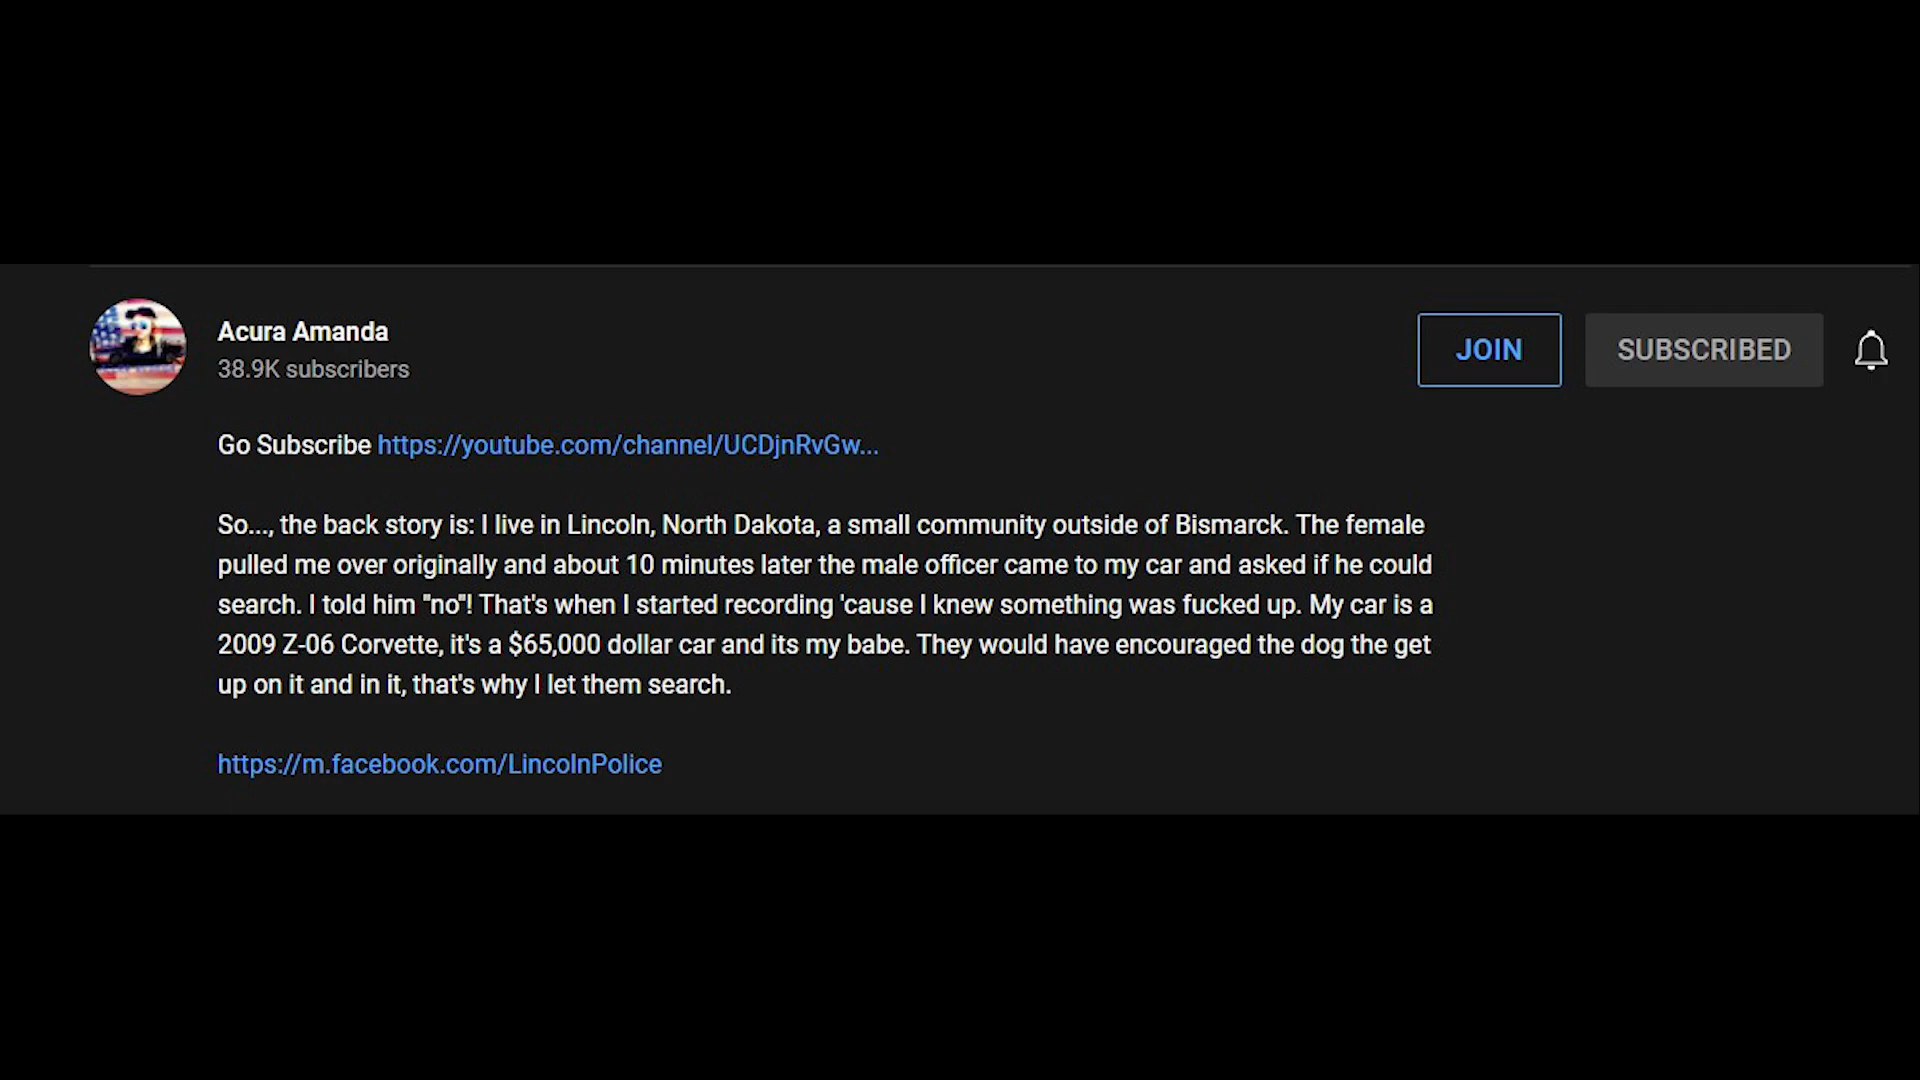 Acura Amanda
38.9K subscribers
JOIN
SUBSCRIBED
Go Subscribe https://youtube.com/channel/UCDjnRvGw...
So..., the back story is: I live in Lincoln, North Dakota, a small community outside of Bismarck. The female
pulled me over originally and about 10 minutes later the male officer came to my car and asked if he could
search. I told him "no"! That's when I started recording 'cause I knew something was fucked up. My car is a
2009 Z-06 Corvette, it's a $65,000 dollar car and its my babe. They would have encouraged the dog the get
up on it and in it, that's why I let them search.
https://m.facebook.com/LincolnPolice